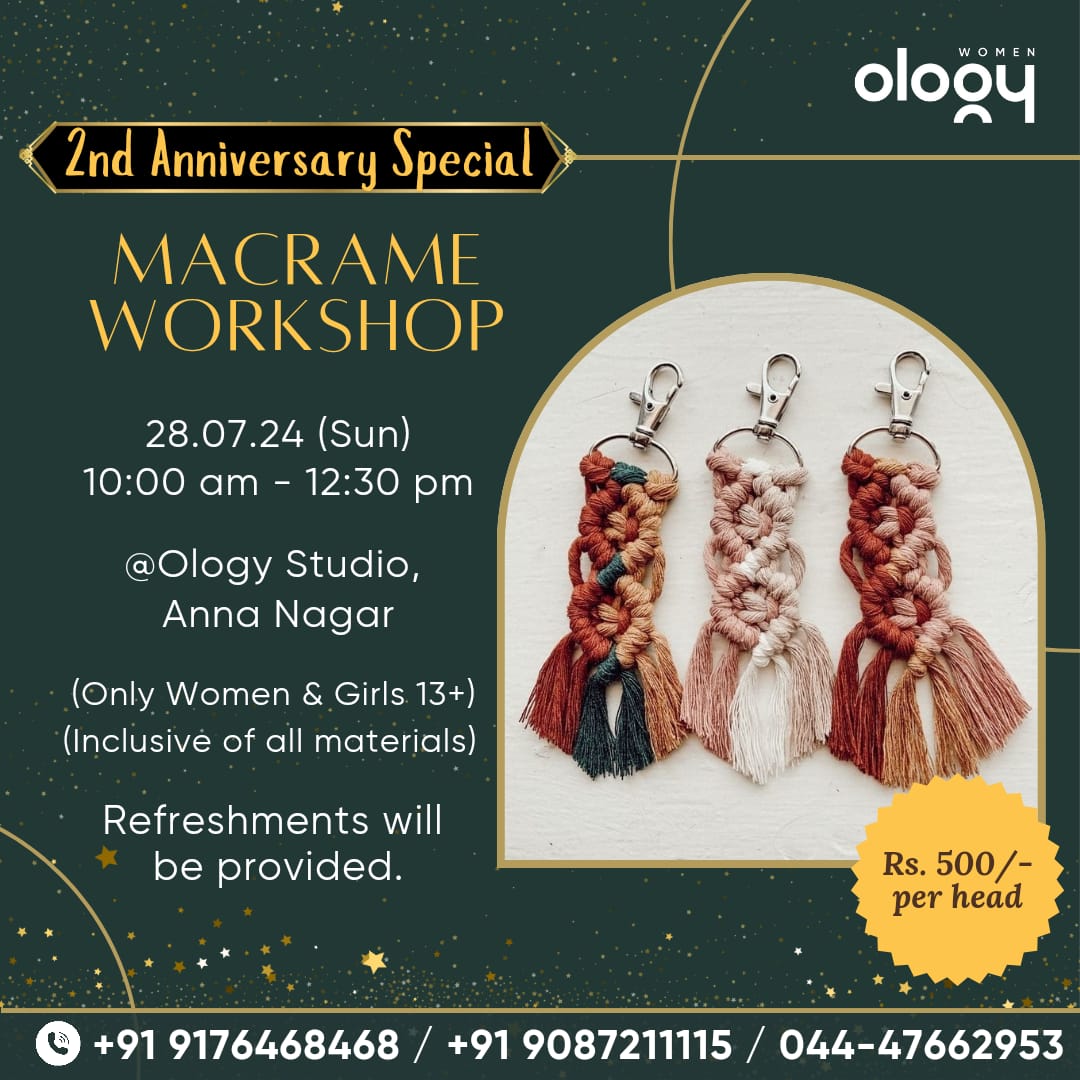 WOMEN
ology
2nd Anniversary Special
MACRAME
WORKSHOP
28.07.24 (Sun)
10:00 am - 12:30 pm
@Ology Studio,
Anna Nagar
(Only Women & Girls 13+)
(Inclusive of all materials)
Refreshments will
be provided.
Rs. 500/-
per head
+91 9176468468 / +91 9087211115 / 044-47662953